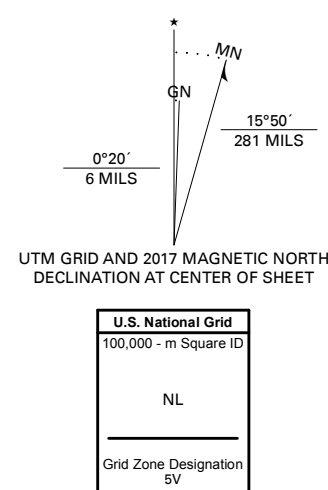 ★
MN
GN
15°50´
281 MILS
0°20´
6 MILS
UTM GRID AND 2017 MAGNETIC NORTH
DECLINATION AT CENTER OF SHEET
U.S. National Grid
100,000 - m Square ID
NL
Grid Zone Designation
5V